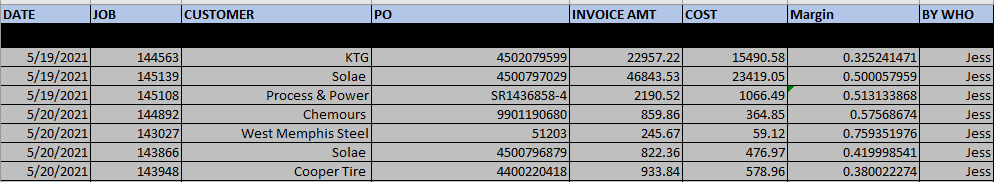 DATE JOB CUSTOMER PO INVOICE AMT COST Margin BY WHO
5/19/2021 144563 KTG 4502079599 22957.22 15490.58 0.325241471 Jess
5/19/2021 145139 Solae 4500797029 46843.53 23419.05 0.500057959 Jess
5/19/2021 145108 Process & Power SR1436858-4 2190.52 1066.49 0.513133868 Jess
5/20/2021 144892 Chemours 9901190680 859.86 364.85 0.57568674 Jess
5/20/2021 143027 West Memphis Steel 51203 245.67 59.12 0.759351976 Jess
5/20/2021 143866 Solae 4500796879 822.36 476.97 0.419998541 Jess
5/20/2021 143948 Cooper Tire 4400220418 933.84 578.96 0.380022274 Jess